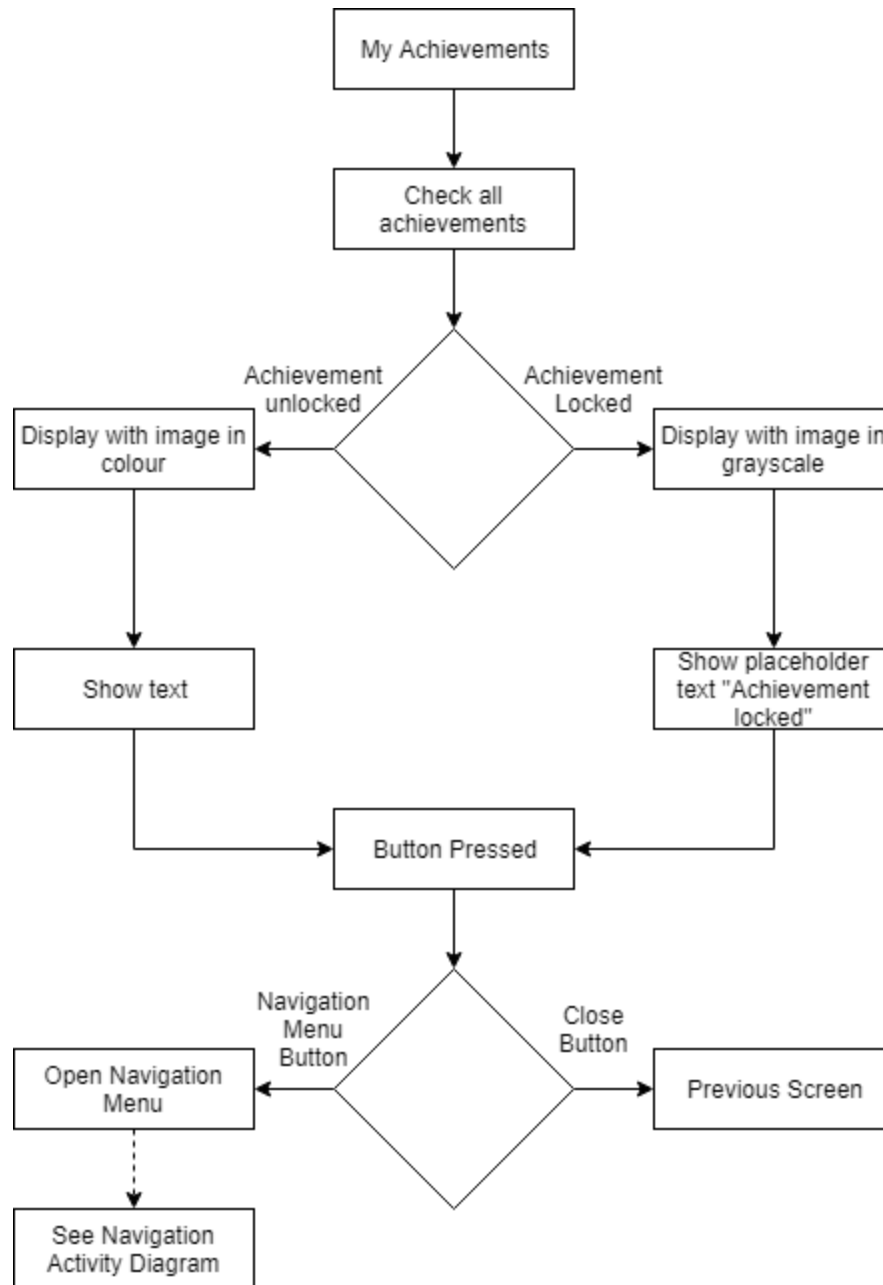 My Achievements
Check all
achievements
Achievement
unlocked
Achievement
Locked
Display with image in
colour
Display with image in
grayscale
Show text
Show placeholder
text "Achievement
locked"
Button Pressed
Navigation
Menu
Button
Close
Button
Open Navigation
Menu
Previous Screen
See Navigation
Activity Diagram